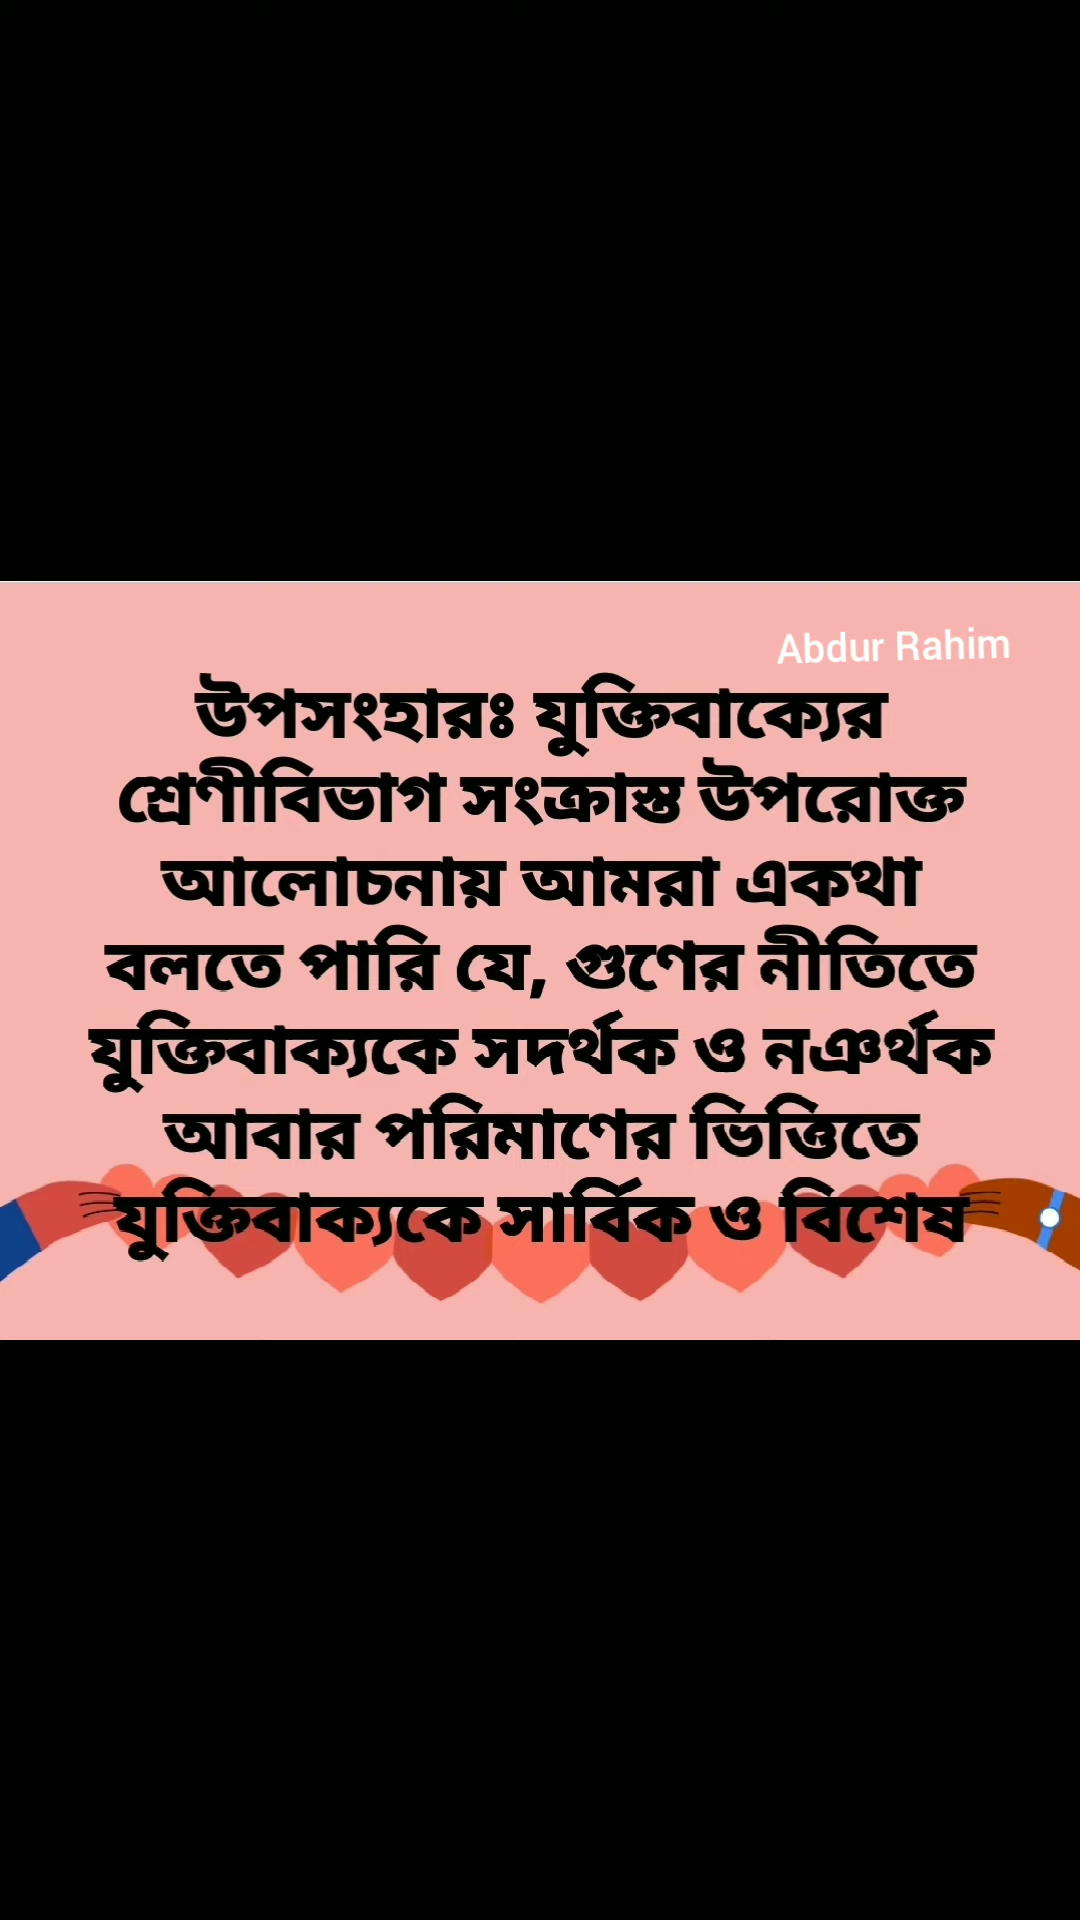 Abdur Rahim
উপসংহারঃ যুক্তিবাক্যের
শ্রেণীবিভাগ সংক্রাস্ত উপরোক্ত
আলোচনায় আমরা একথা
বলতে পারি যে, গুণের নীতিতে
যুক্তিবাক্যকে সদর্থক ও নঞর্থক
আবার পরিমাণের ভিত্তিতে
যুক্তিবাক্যকে সার্বিক ও বিশেষ